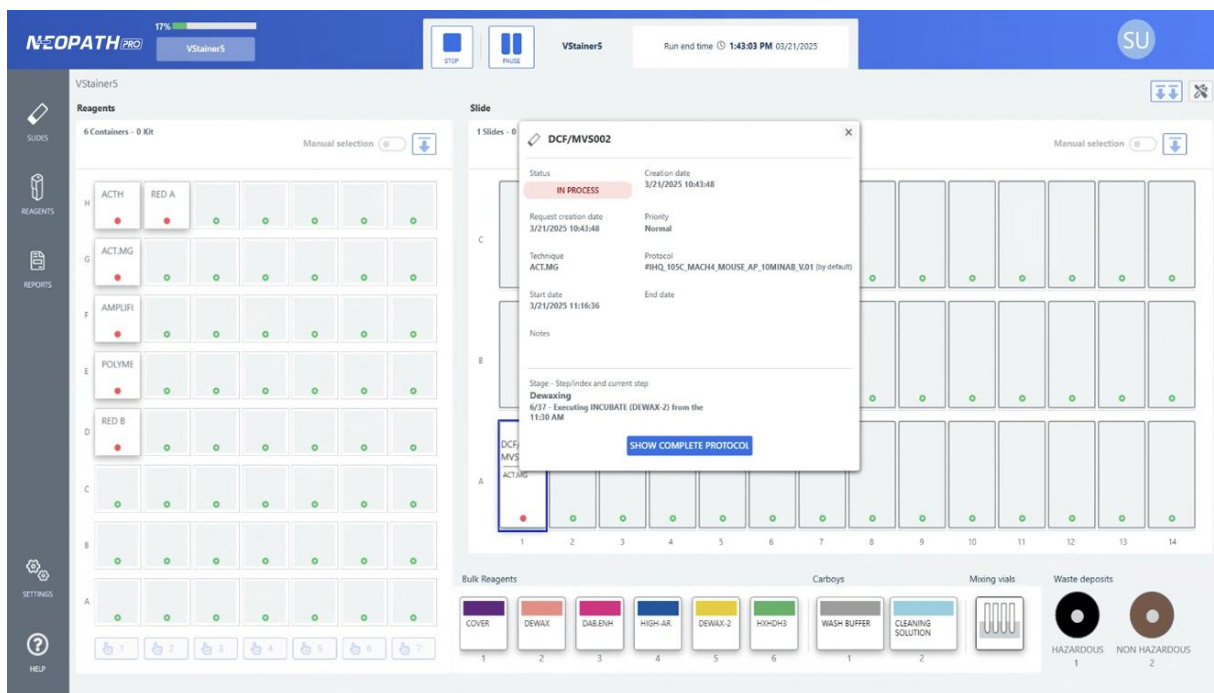 NEOPATH PRO
17%
VStainer5
STOP
PAUSE
VStainer5
Run end time 1:43:03 PM 03/21/2025
SU
SLIDES
REAGENTS
REPORTS
SETTINGS
HELP
VStainer5
Reagents
6 Containers - 0 Kit
Manual selection
H
ACTH
RED A
G
ACT.MG
F
AMPLIFI
E
POLYME
D
RED B
C
B
A
1 2 3 4 5 6 7
Slide
1 Slides - 0
Manual selection
DCF/MVS002
Status
IN PROCESS
Creation date
3/21/2025 10:43:48
Request creation date
3/21/2025 10:43:48
Priority
Normal
Technique
ACT.MG
Protocol
#IHQ_105C_MACH4_MOUSE_AP_10MINAB_V.01 (by default)
Start date
3/21/2025 11:16:36
End date
Notes
Stage - Step/index and current step
Dewaxing
6/37 - Executing INCUBATE (DEWAX-2) from the
11:30 AM
SHOW COMPLETE PROTOCOL
C
B
A
DCF/
MVS
ACT.MG
1 2 3 4 5 6 7 8 9 10 11 12 13 14
Bulk Reagents
COVER
DEWAX
DAB.ENH
HIGH-AR
DEWAX-2
HXHDH3
1 2 3 4 5 6
Carboys
WASH BUFFER
CLEANING
SOLUTION
1 2
Mixing vials
Waste deposits
HAZARDOUS
1
NON HAZARDOUS
2